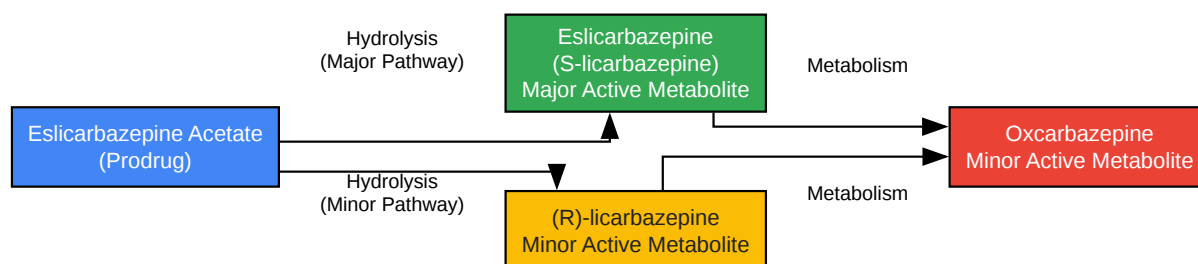 Hydrolysis
(Major Pathway)
Eslicarbazepine
(S-licarbazepine)
Major Active Metabolite
Metabolism
Eslicarbazepine Acetate
(Prodrug)
Oxcarbazepine
Minor Active Metabolite
Hydrolysis
(Minor Pathway)
(R)-licarbazepine
Minor Active Metabolite
Metabolism